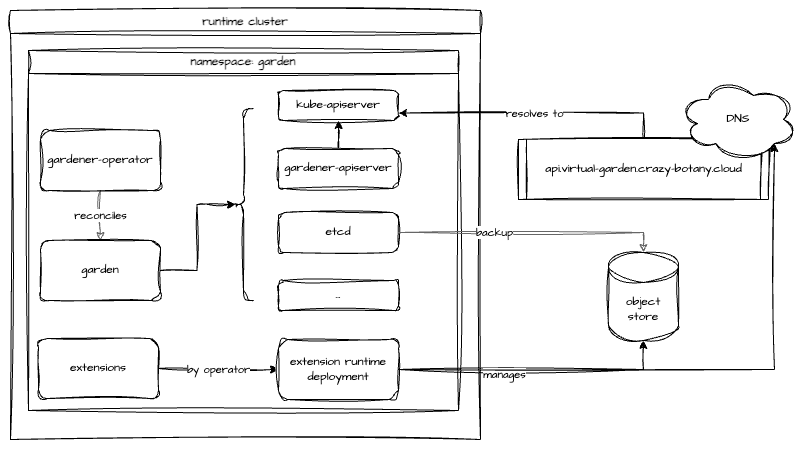 runtime cluster
namespace: garden
kube-apiserver
gardener-operator
gardener-apiserver
reconciles
etcd
garden
..
extensions
by operator
extension runtime
deployment
resolves to
DNS
api.virtual-garden.crazy-botany.cloud
backup
object
store
manages